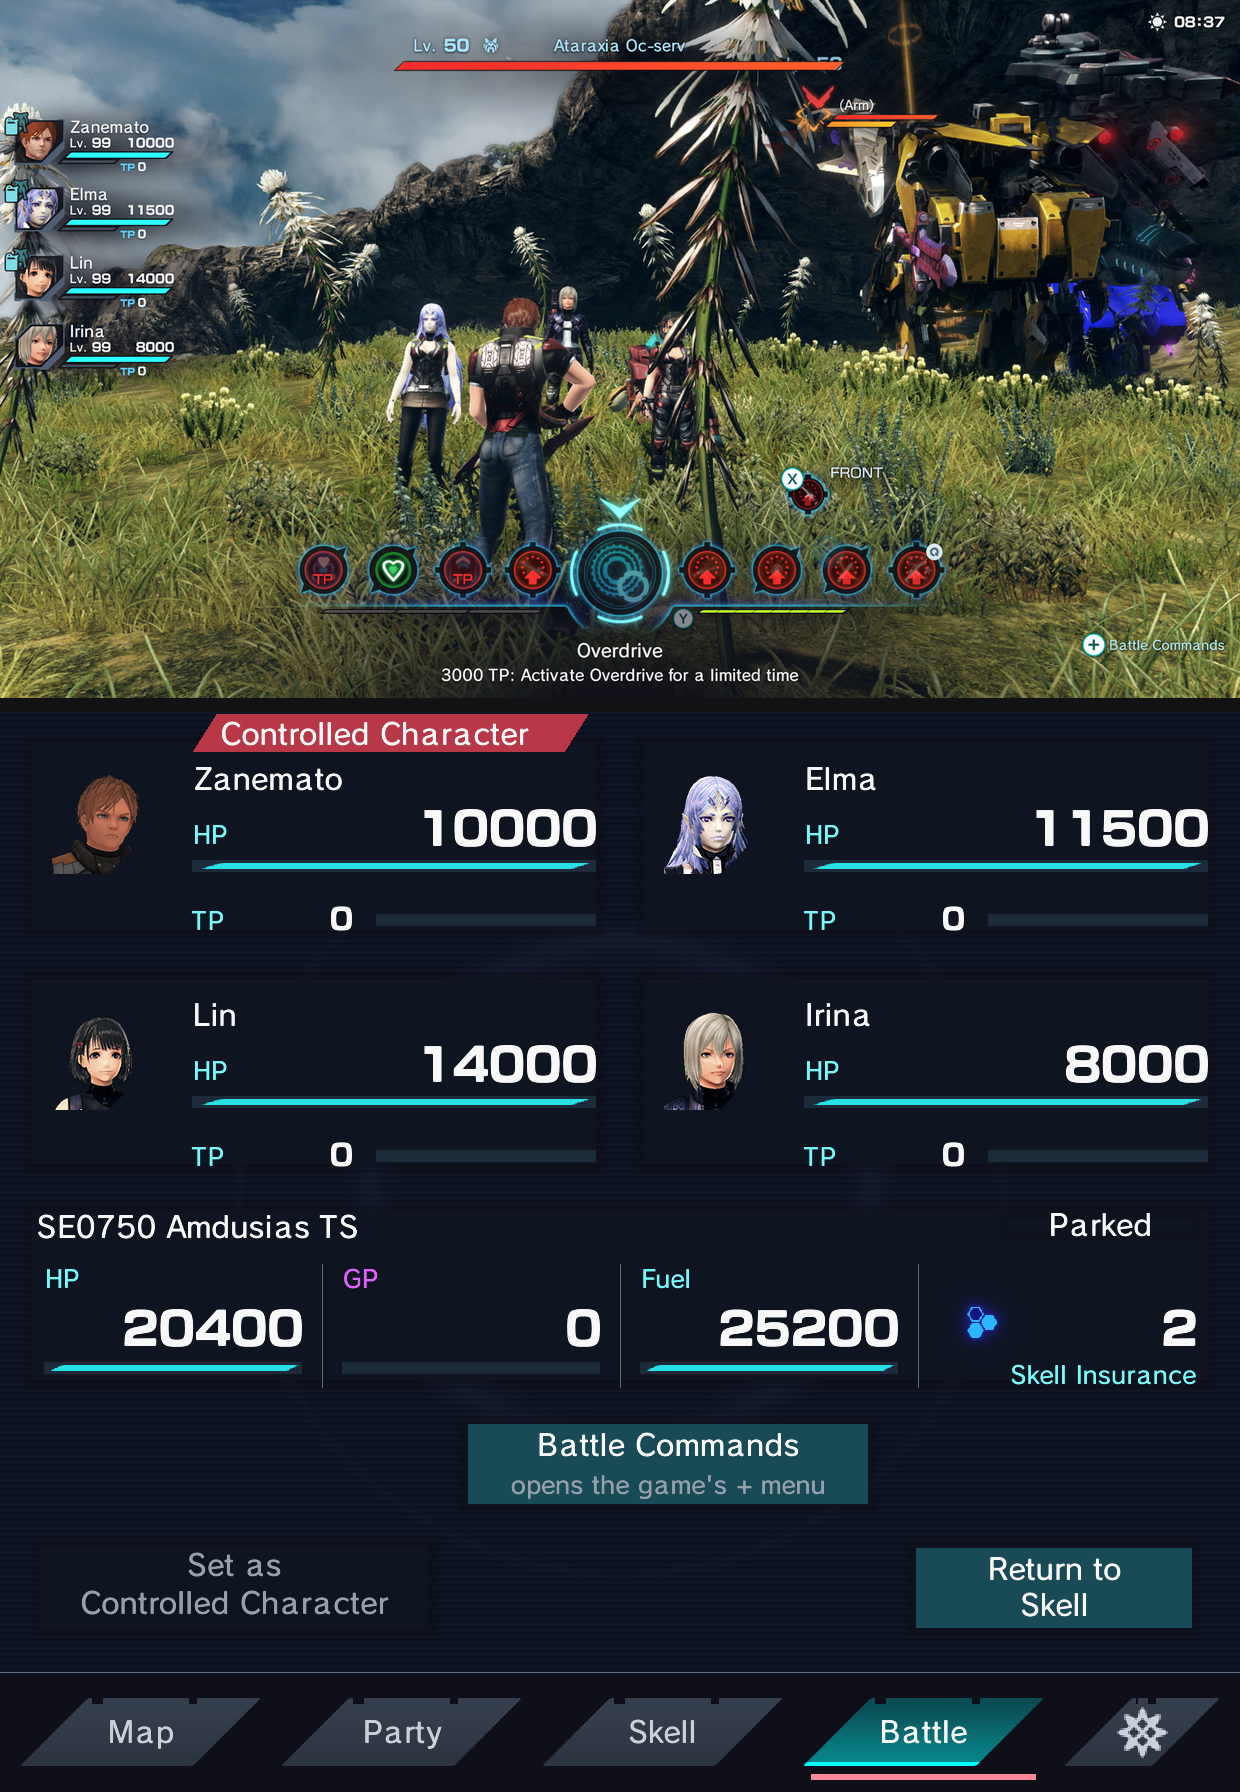 08:37
Lv. 50 Ataraxia Oc-serv
(Arm)
Zanemato
Lv. 99 10000
TP 0
Elma
Lv. 99 11500
TP 0
Lin
Lv. 99 14000
TP 0
Irina
Lv. 99 8000
TP 0
X FRONT
TP
TP
Y
Overdrive
3000 TP: Activate Overdrive for a limited time
+ Battle Commands
Controlled Character
Zanemato
HP 10000
TP 0
Elma
HP 11500
TP 0
Lin
HP 14000
TP 0
Irina
HP 8000
TP 0
SE0750 Amdusias TS
Parked
HP
20400
GP
0
Fuel
25200
2
Skell Insurance
Battle Commands
opens the game's + menu
Set as
Controlled Character
Return to
Skell
Map
Party
Skell
Battle